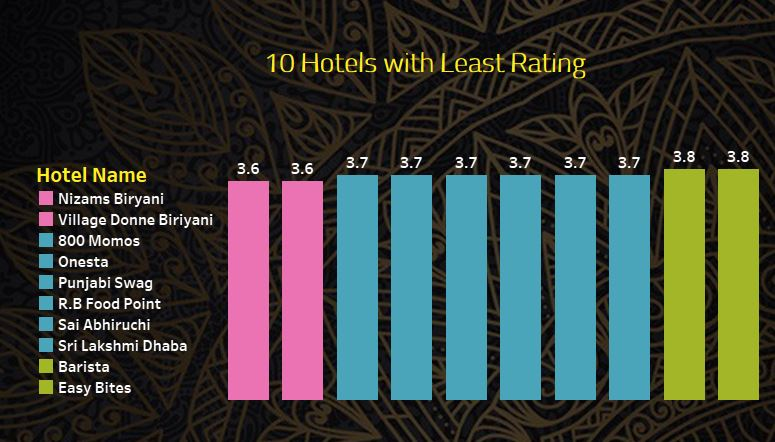 10 Hotels with Least Rating
Hotel Name
Nizams Biryani
Village Donne Biriyani
800 Momos
Onesta
Punjabi Swag
R.B Food Point
Sai Abhiruchi
Sri Lakshmi Dhaba
Barista
Easy Bites
3.6 3.6 3.7 3.7 3.7 3.7 3.7 3.7 3.8 3.8